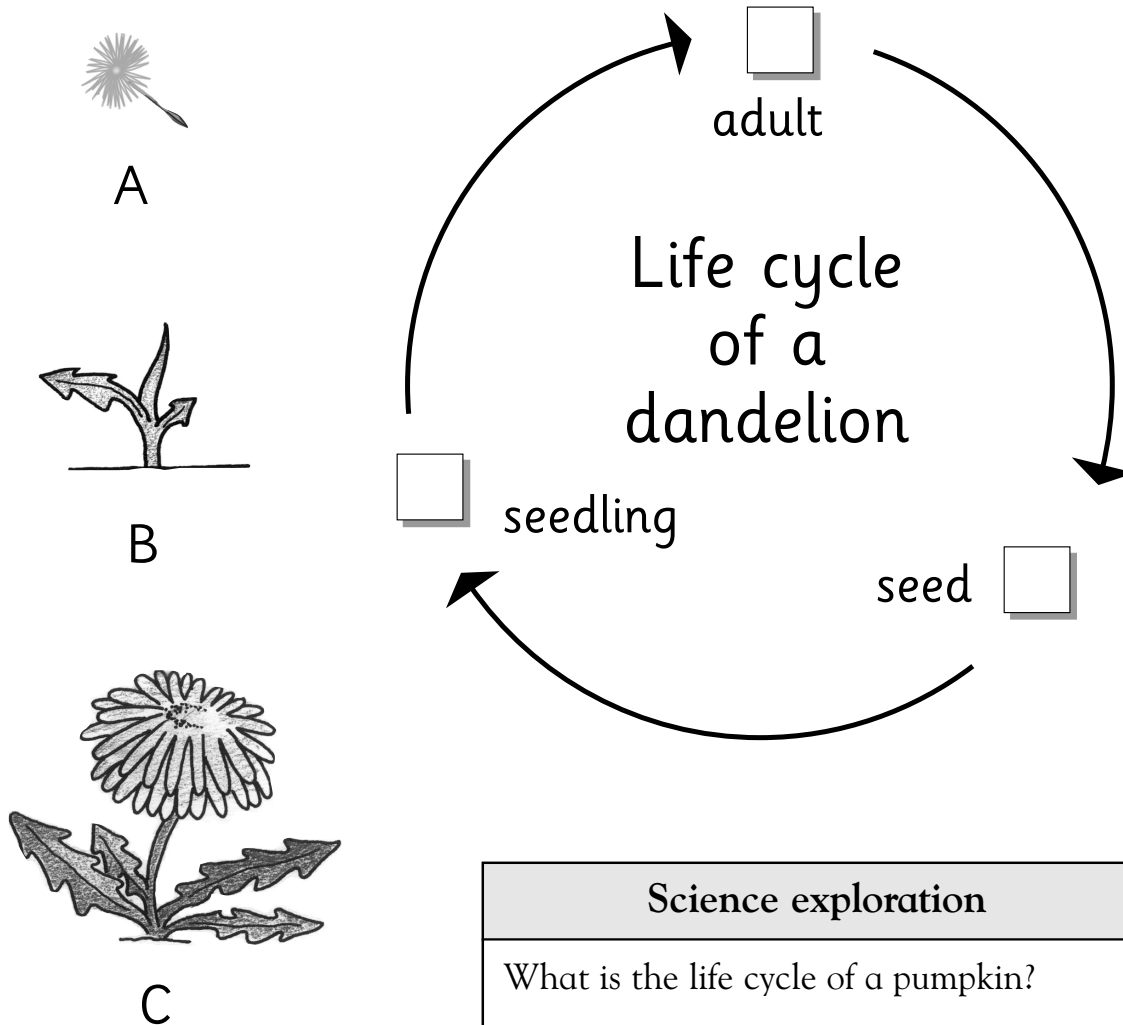 A
adult
Life cycle
of a
dandelion
B
seedling
seed
C
Science exploration
What is the life cycle of a pumpkin?